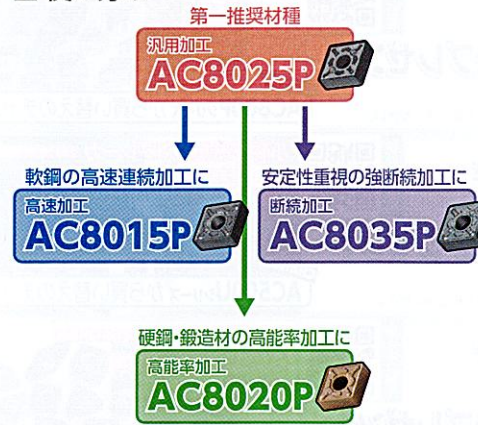 第一推奨材種
汎用加工
AC8025P
軟鋼の高速連続加工に
高速加工
AC8015P
安定性重視の強断続加工に
断続加工
AC8035P
硬鋼・鍛造材の高能率加工に
高能率加工
AC8020P